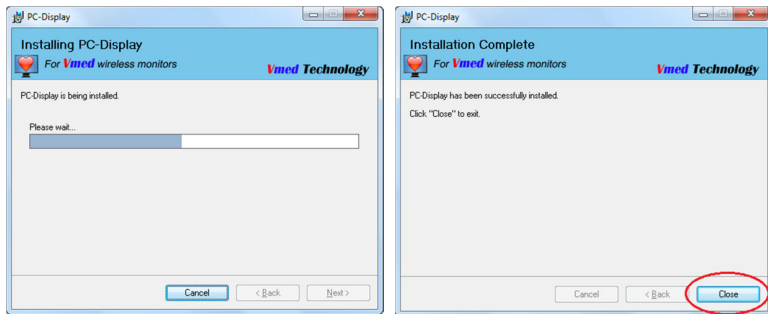 PC-Display
Installing PC-Display
For Vmed wireless monitors
Vmed Technology
PC-Display is being installed.
Please wait...
Cancel
< Back
Next >
PC-Display
Installation Complete
For Vmed wireless monitors
Vmed Technology
PC-Display has been successfully installed.
Click "Close" to exit.
Cancel
< Back
Close